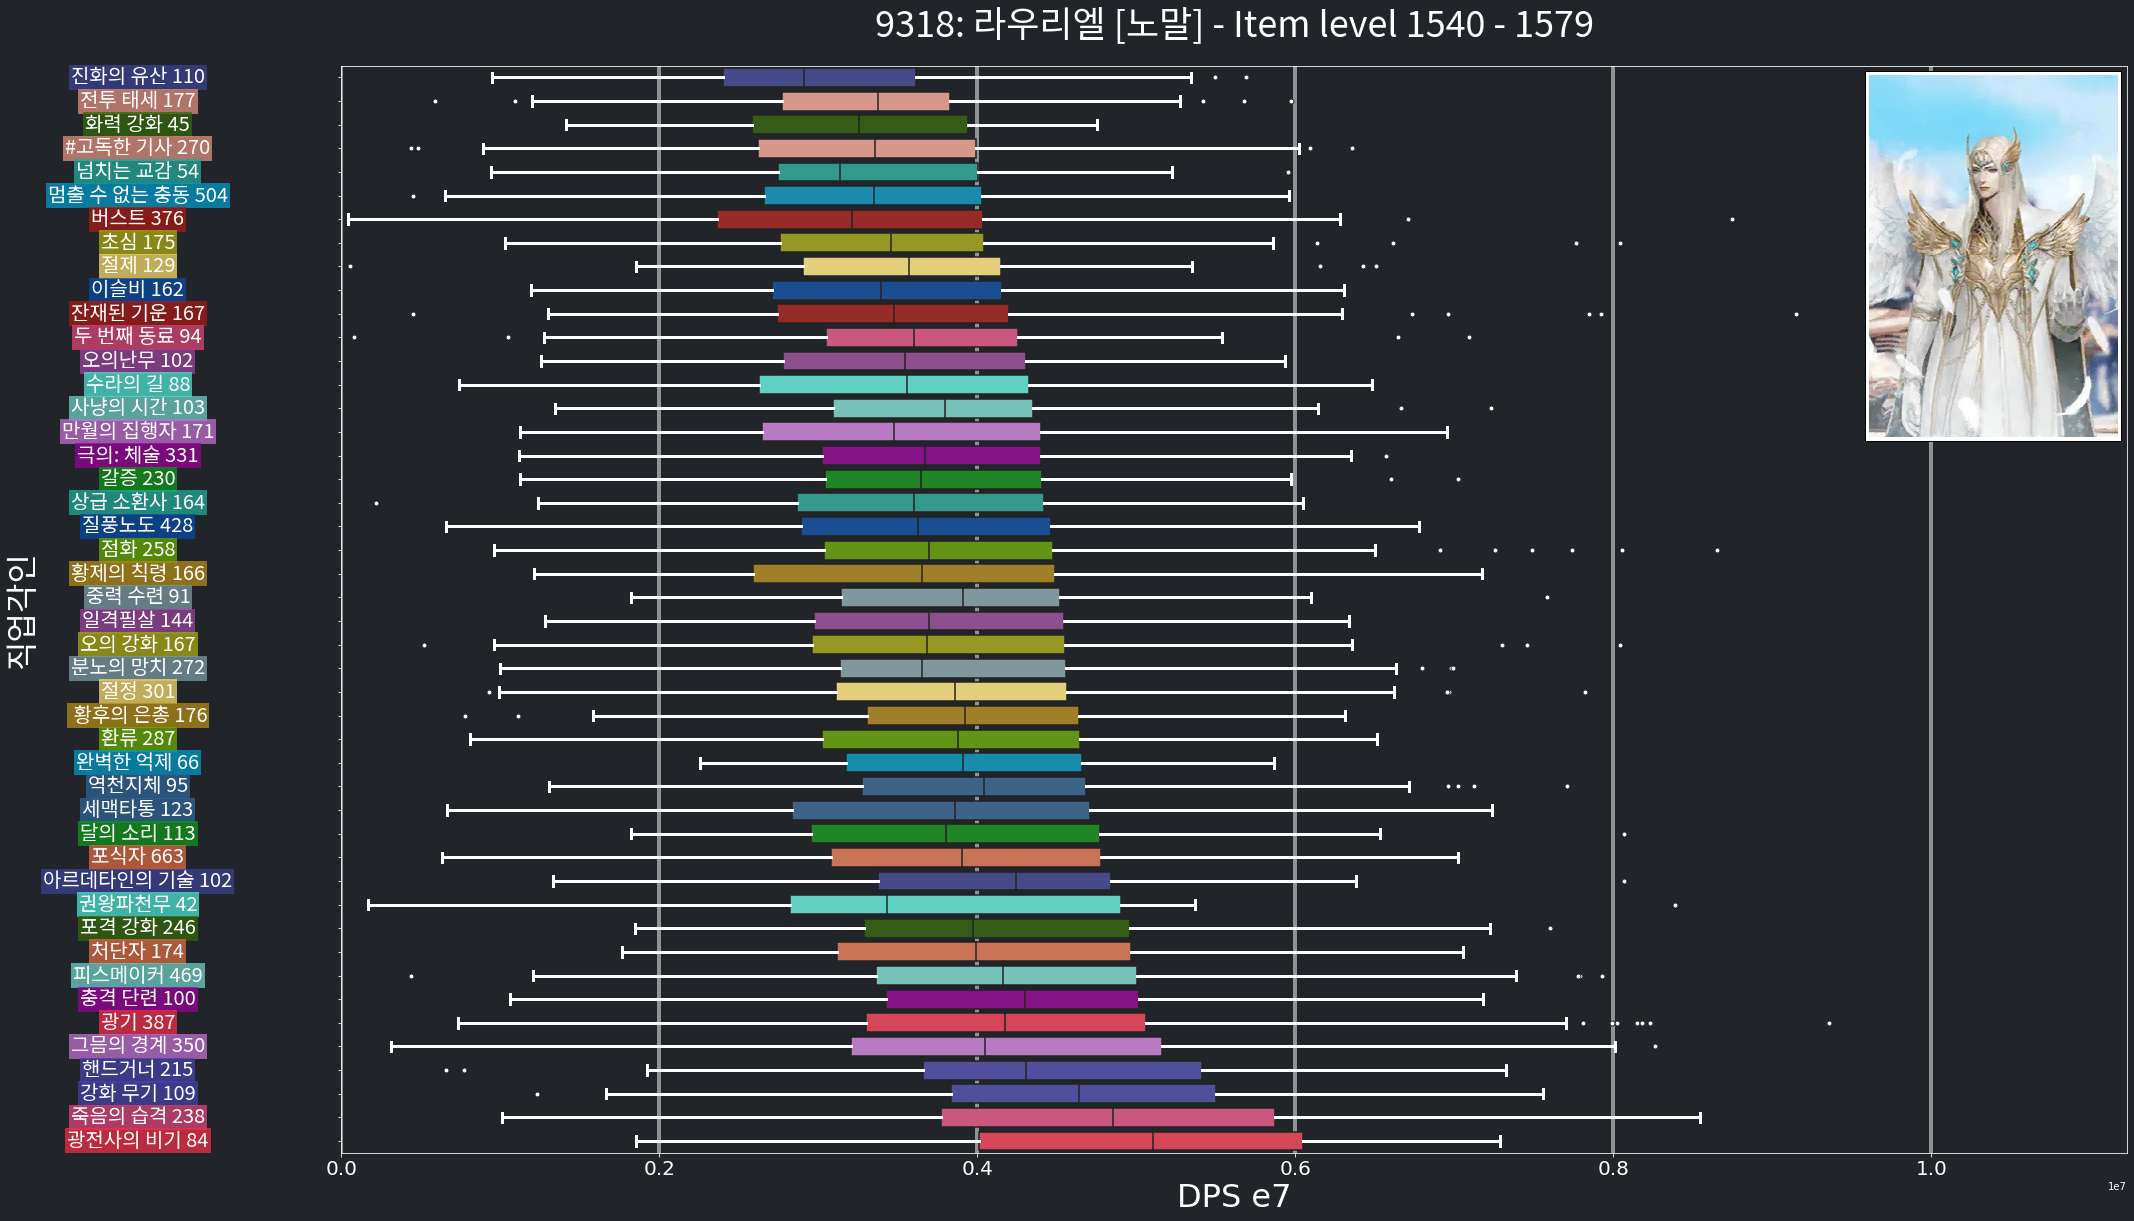 9318: 라우리엘 [노말] - Item level 1540 - 1579
직업각인
진화의 유산 110
전투 태세 177
화력 강화 45
#고독한 기사 270
넘치는 교감 54
멈출 수 없는 충동 504
버스트 376
초심 175
절제 129
이슬비 162
잔재된 기운 167
두 번째 동료 94
오의난무 102
수라의 길 88
사냥의 시간 103
만월의 집행자 171
극의: 체술 331
갈증 230
상급 소환사 164
질풍노도 428
점화 258
황제의 칙령 166
중력 수련 91
일격필살 144
오의 강화 167
분노의 망치 272
절정 301
황후의 은총 176
환류 287
완벽한 억제 66
역천지체 95
세맥타통 123
달의 소리 113
포식자 663
아르데타인의 기술 102
권왕파천무 42
포격 강화 246
처단자 174
피스메이커 469
충격 단련 100
광기 387
그믐의 경계 350
핸드거너 215
강화 무기 109
죽음의 습격 238
광전사의 비기 84
0.0 0.2 0.4 0.6 0.8 1.0
DPS e7
1e7